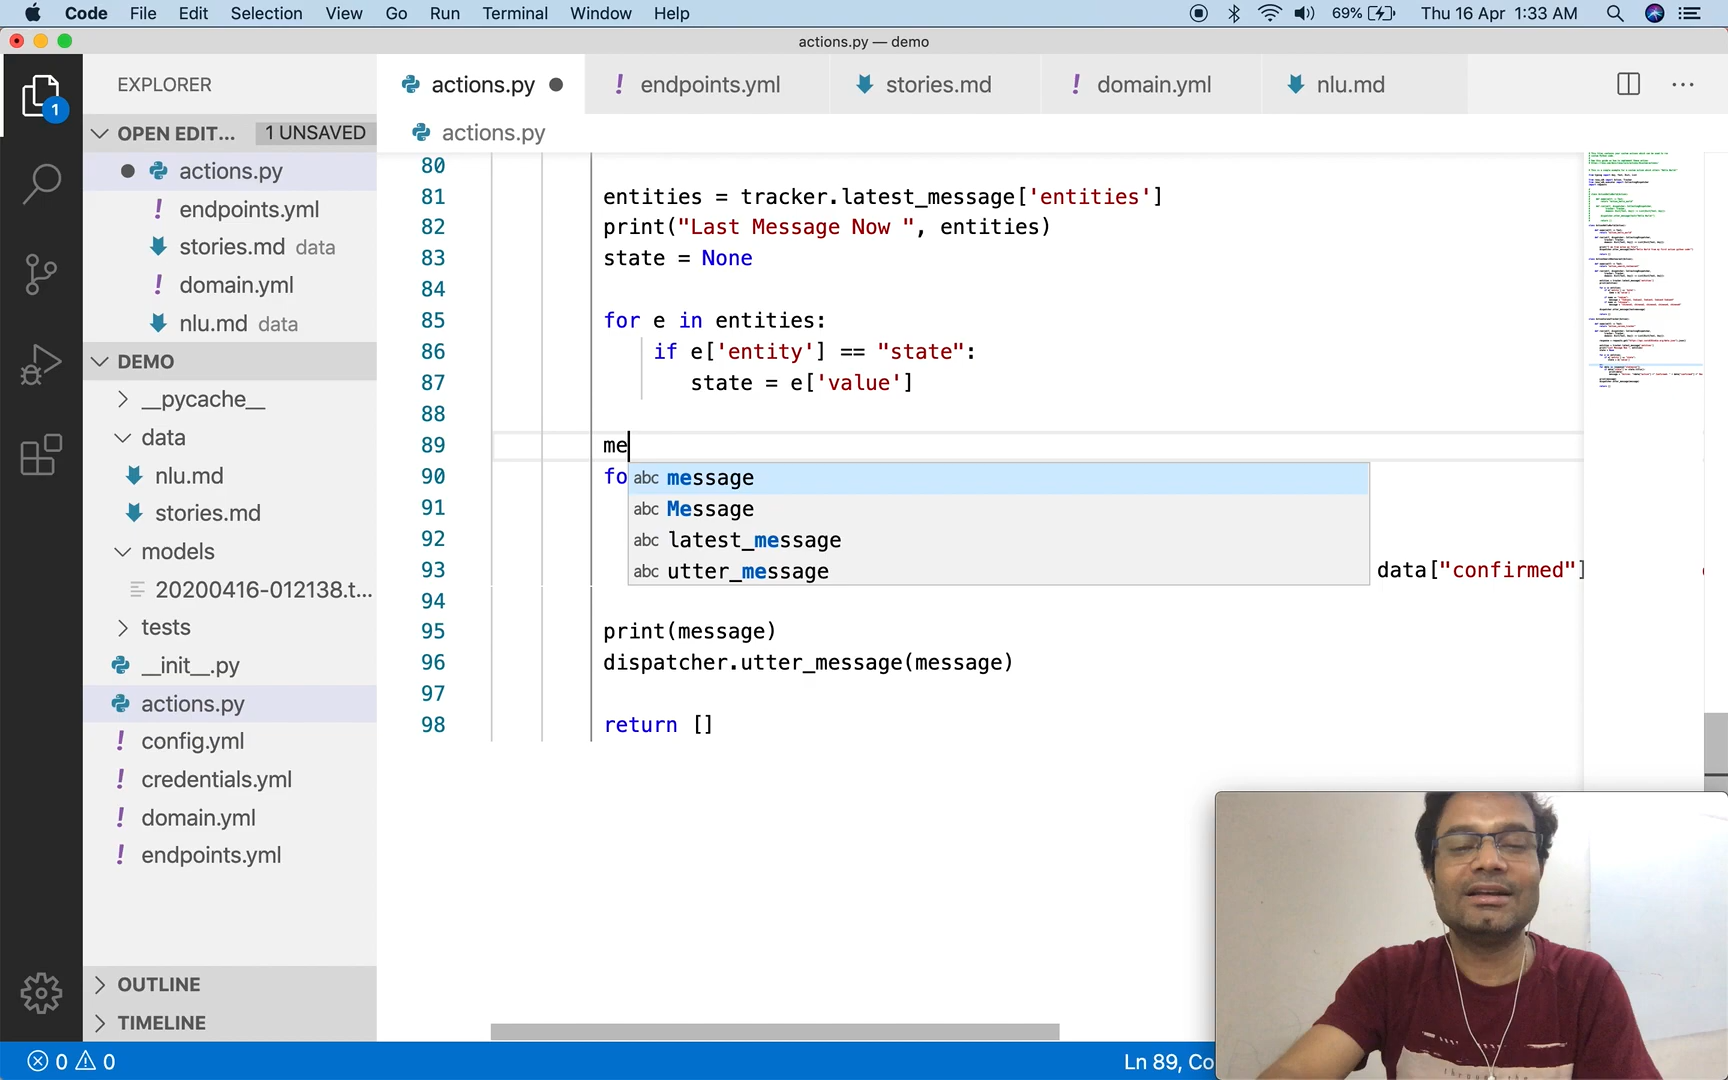 Code File Edit Selection View Go Run Terminal Window Help 69% Thu 16 Apr 1:33 AM
actions.py — demo
EXPLORER
actions.py
endpoints.yml
stories.md
domain.yml
nlu.md
OPEN EDIT... 1 UNSAVED
actions.py
endpoints.yml
stories.md data
domain.yml
nlu.md data
DEMO
__pycache__
data
nlu.md
stories.md
models
20200416-012138.t...
tests
__init__.py
actions.py
config.yml
credentials.yml
domain.yml
endpoints.yml
OUTLINE
TIMELINE
1
actions.py
80
81 entities = tracker.latest_message['entities']
82 print("Last Message Now ", entities)
83 state = None
84
85 for e in entities:
86 if e['entity'] == "state":
87 state = e['value']
88
89 me
90 fo
abc message
abc Message
abc latest_message
abc utter_message
91
92
93 data["confirmed"]
94
95 print(message)
96 dispatcher.utter_message(message)
97
98 return []
0 0
Ln 89, Co